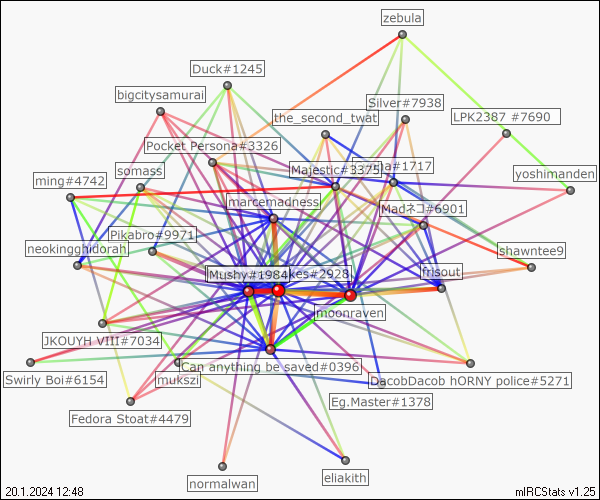 zebula
Duck#1245
bigcitysamurai
Silver#7938
the_second_twat
LPK2387 #7690
Pocket Persona#3326
Majestic#3375
#1717
somass
yoshimanden
ming#4742
marcemadness
Madネコ#6901
Pikabro#9971
neokingghidorah
shawntee9
Mushy#1984
kes#2928
frisout
moonraven
JKOUYH VIII#7034
Can anything be saved#0396
Swirly Boi#6154
mukszi
DacobDacob hORNY police#5271
Eg.Master#1378
Fedora Stoat#4479
normalwan
eliakith
20.1.2024 12:48
mIRCStats v1.25